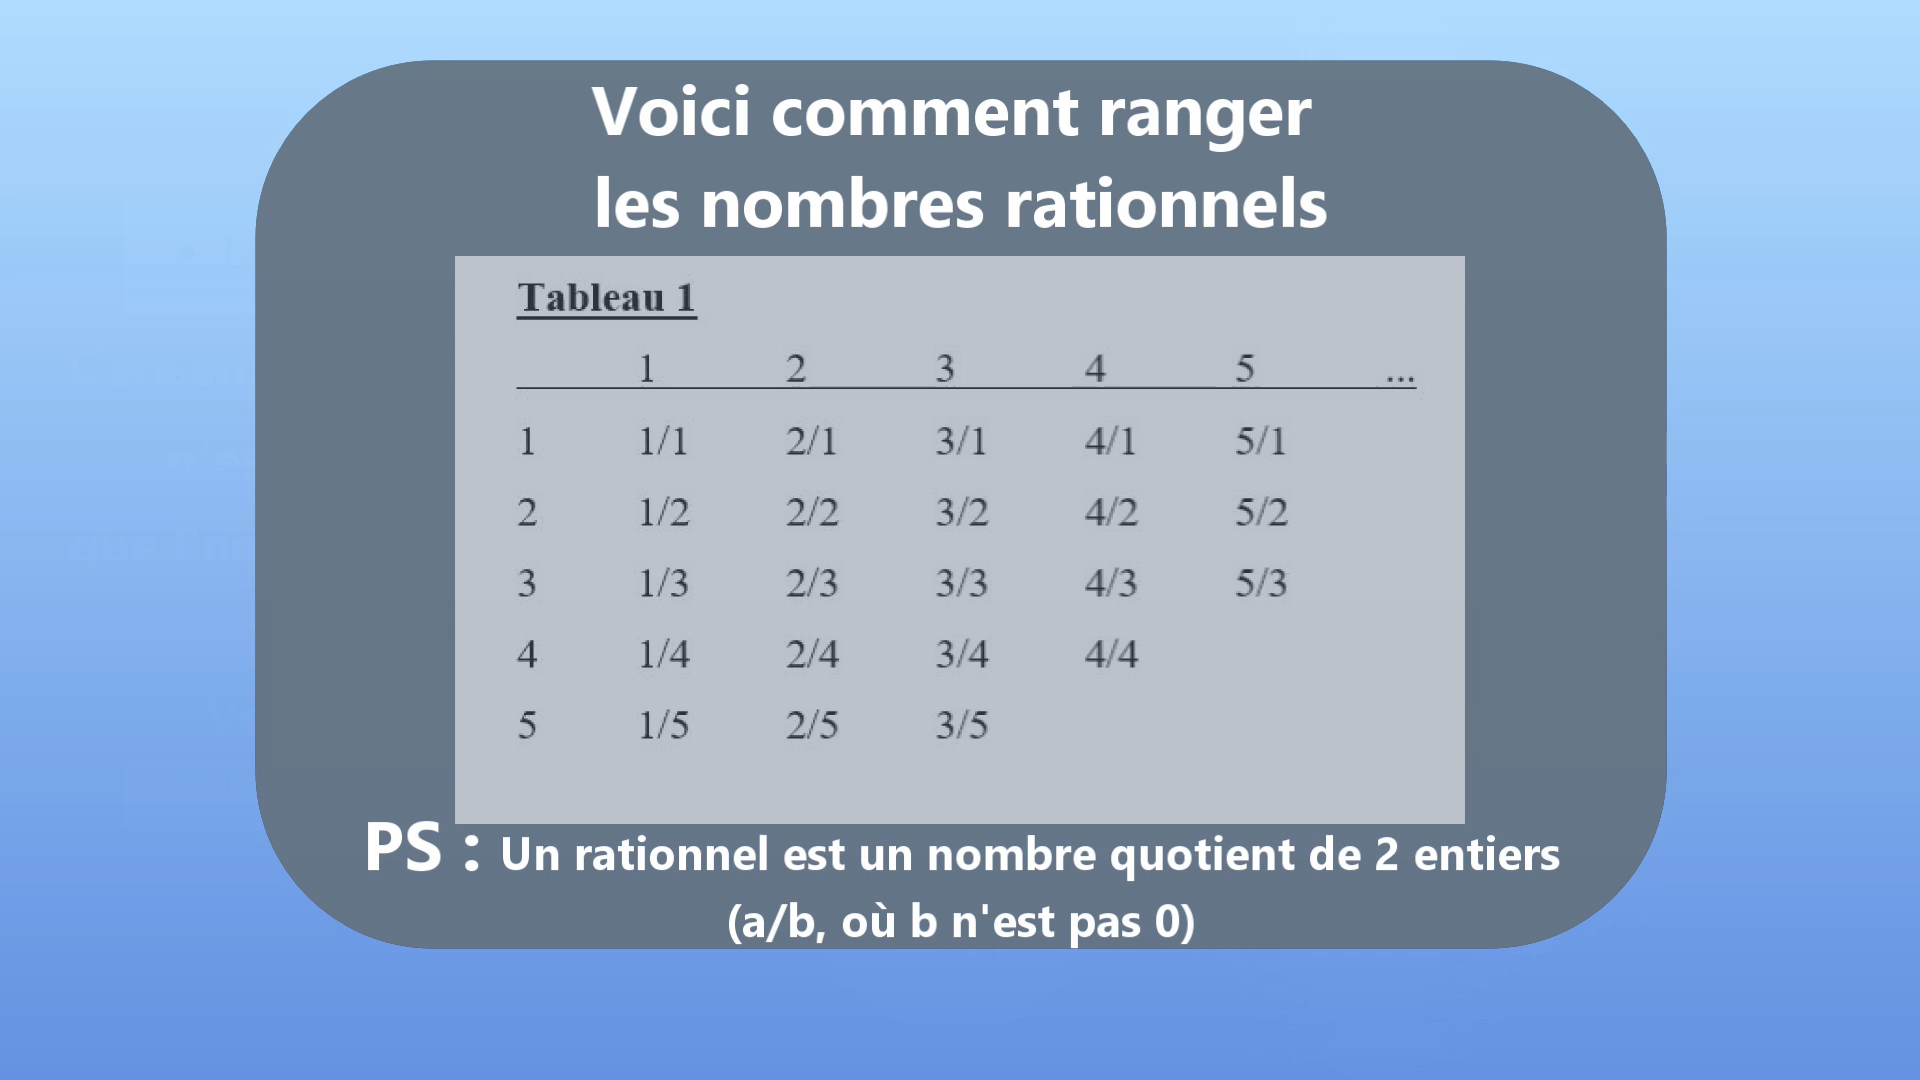 Voici comment ranger
les nombres rationnels
Tableau 1
1 2 3 4 5 ...
1 1/1 2/1 3/1 4/1 5/1
2 1/2 2/2 3/2 4/2 5/2
3 1/3 2/3 3/3 4/3 5/3
4 1/4 2/4 3/4 4/4
5 1/5 2/5 3/5
PS : Un rationnel est un nombre quotient de 2 entiers
(a/b, où b n'est pas 0)